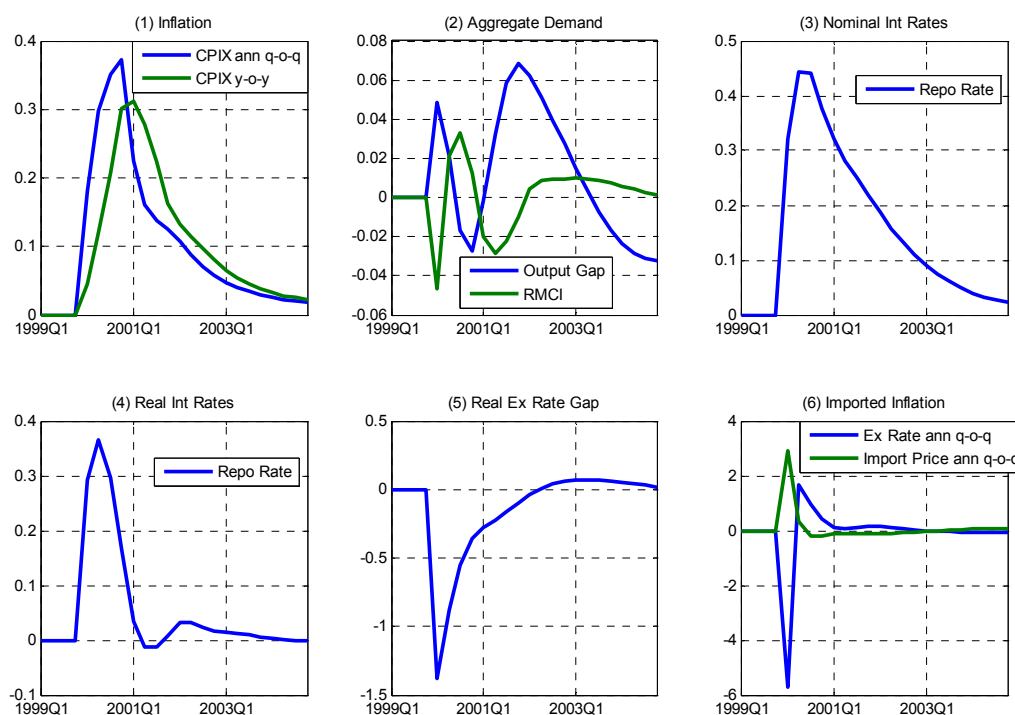 (1) Inflation
0.4
0.3
0.2
0.1
0
1999Q1
2001Q1
2003Q1
CPIX ann q-o-q
CPIX y-o-y
(2) Aggregate Demand
0.08
0.06
0.04
0.02
0
-0.02
-0.04
-0.06
1999Q1
2001Q1
2003Q1
Output Gap
RMCI
(3) Nominal Int Rates
0.5
0.4
0.3
0.2
0.1
0
1999Q1
2001Q1
2003Q1
Repo Rate
(4) Real Int Rates
0.4
0.3
0.2
0.1
0
-0.1
1999Q1
2001Q1
2003Q1
Repo Rate
(5) Real Ex Rate Gap
0.5
0
-0.5
-1
-1.5
1999Q1
2001Q1
2003Q1
(6) Imported Inflation
4
2
0
-2
-4
-6
1999Q1
2001Q1
2003Q1
Ex Rate ann q-o-q
Import Price ann q-o-q